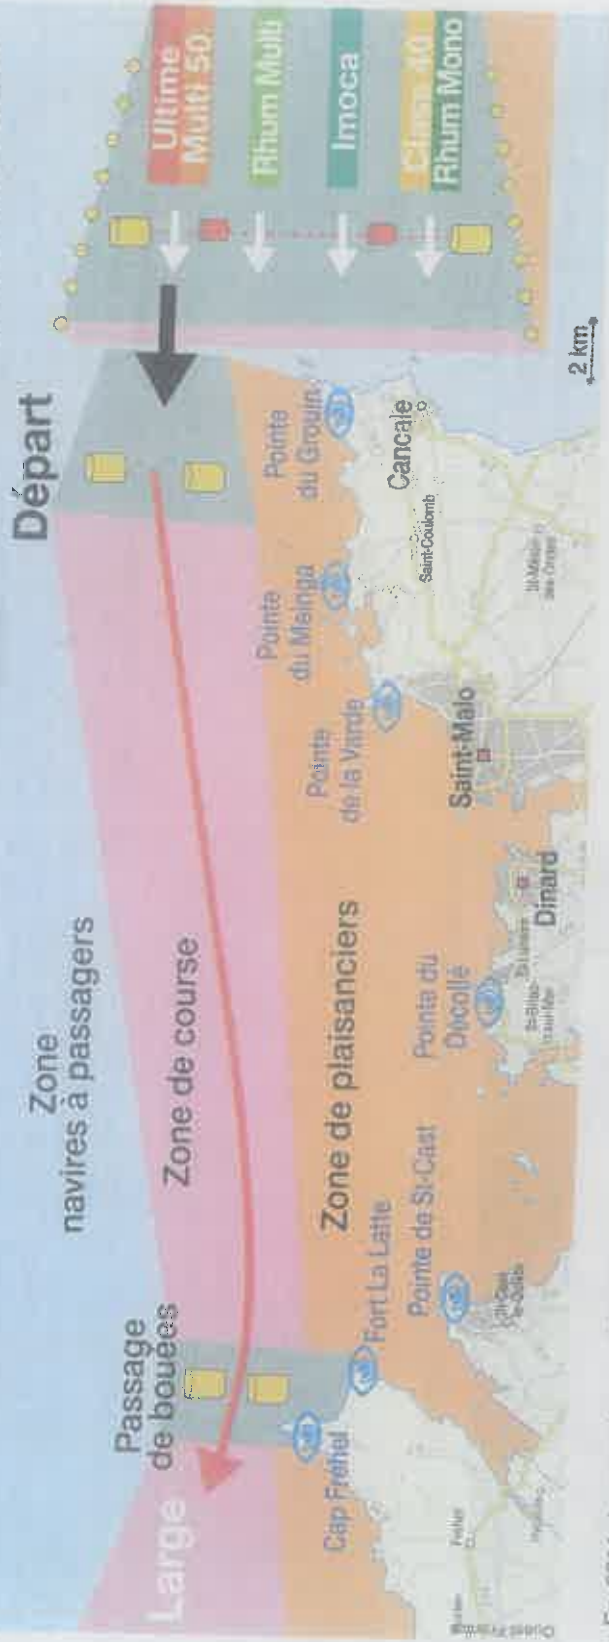 Départ
Zone
navires à passagers
Zone de course
Zone de plaisanciers
Passage
de bouées
Large
Cap Fréhel
Fort La Latte
Pointe de St-Cast
Pointe du
Décollé
Pointe
de la Varde
Pointe
du Meinga
Pointe
du Grouin
Dinard
Saint-Malo
Saint-Coulomb
Cancale
2 km
Ultime
Multi 50
Rhum Multi
Imoca
Class 40
Rhum Mono